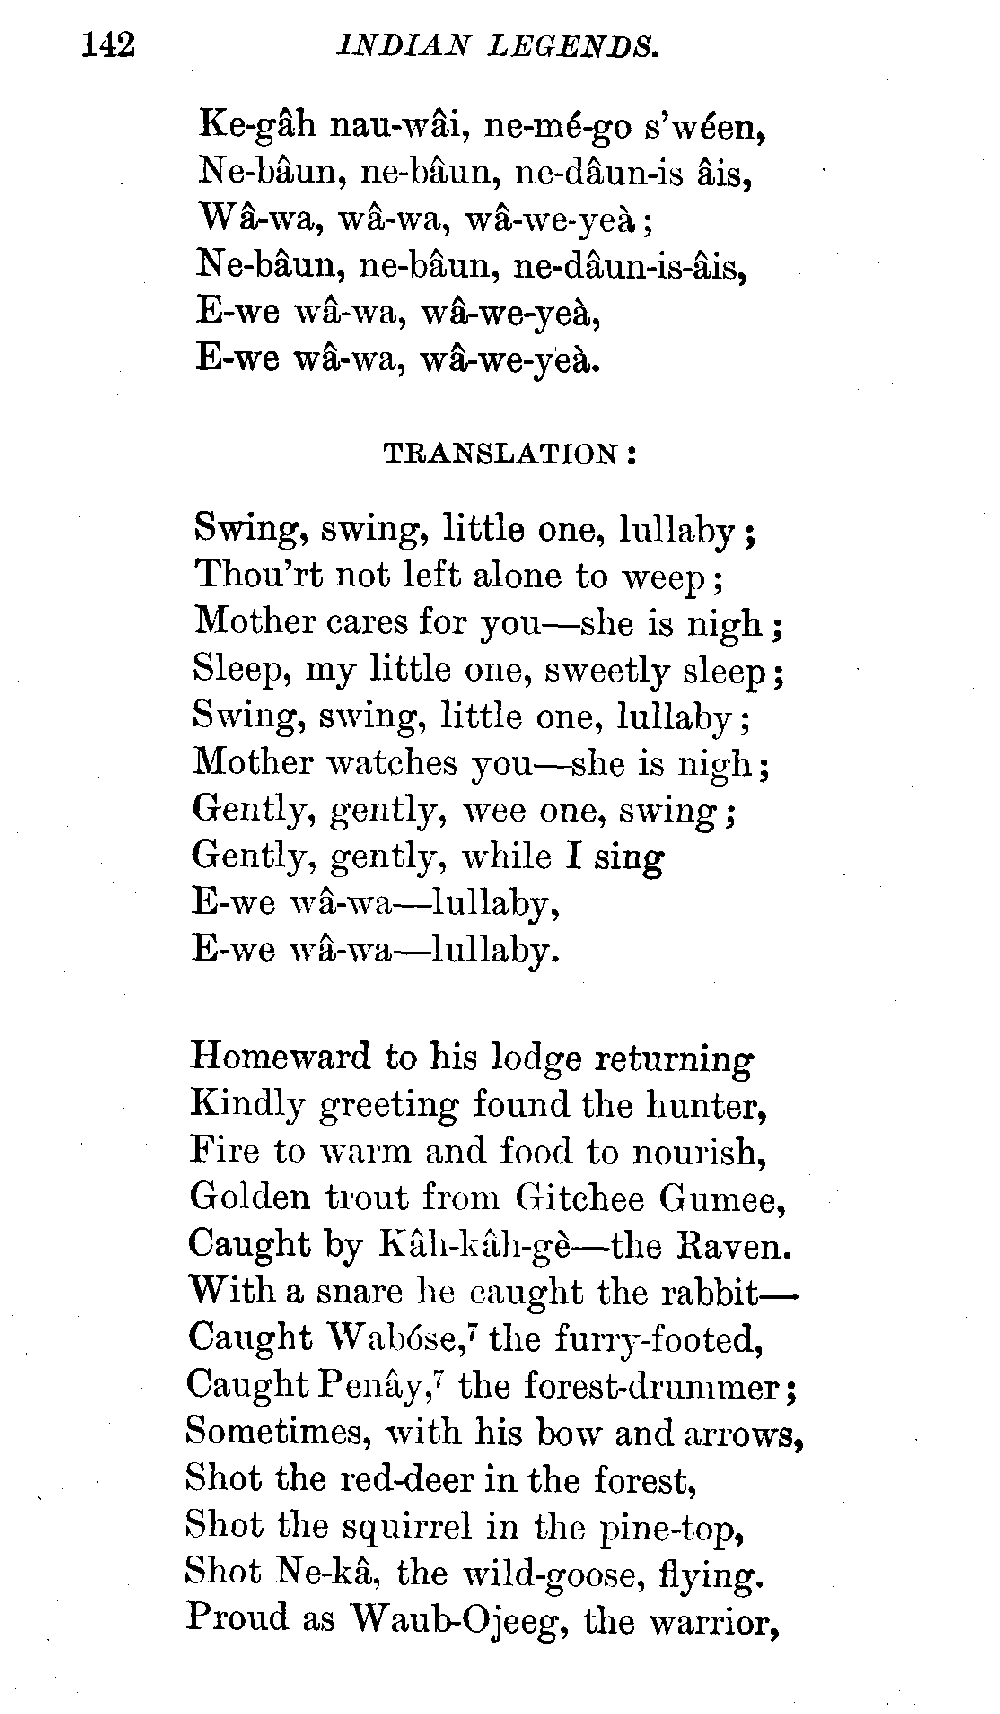 142 INDIAN LEGENDS.
Ke-gâh nau-wâi, ne-mé-go s'wéen,
Ne-bâun, ne-bâun, ne-dâun-is âis,
Wâ-wa, wâ-wa, wâ-we-yeà;
Ne-bâun, ne-bâun, ne-dâun-is-âis,
E-we wâ-wa, wâ-we-yeà,
E-we wâ-wa, wâ-we-yeà.
TRANSLATION:
Swing, swing, little one, lullaby;
Thou'rt not left alone to weep;
Mother cares for you—she is nigh;
Sleep, my little one, sweetly sleep;
Swing, swing, little one, lullaby;
Mother watches you—she is nigh;
Gently, gently, wee one, swing;
Gently, gently, while I sing
E-we wâ-wa—lullaby,
E-we wâ-wa—lullaby.
Homeward to his lodge returning
Kindly greeting found the hunter,
Fire to warm and food to nourish,
Golden trout from Gitchee Gumee,
Caught by Kâh-kâh-gè—the Raven.
With a snare he caught the rabbit—
Caught Wabóse,⁷ the furry-footed,
Caught Penây,⁷ the forest-drummer;
Sometimes, with his bow and arrows,
Shot the red-deer in the forest,
Shot the squirrel in the pine-top,
Shot Ne-kâ, the wild-goose, flying.
Proud as Waub-Ojeeg, the warrior,